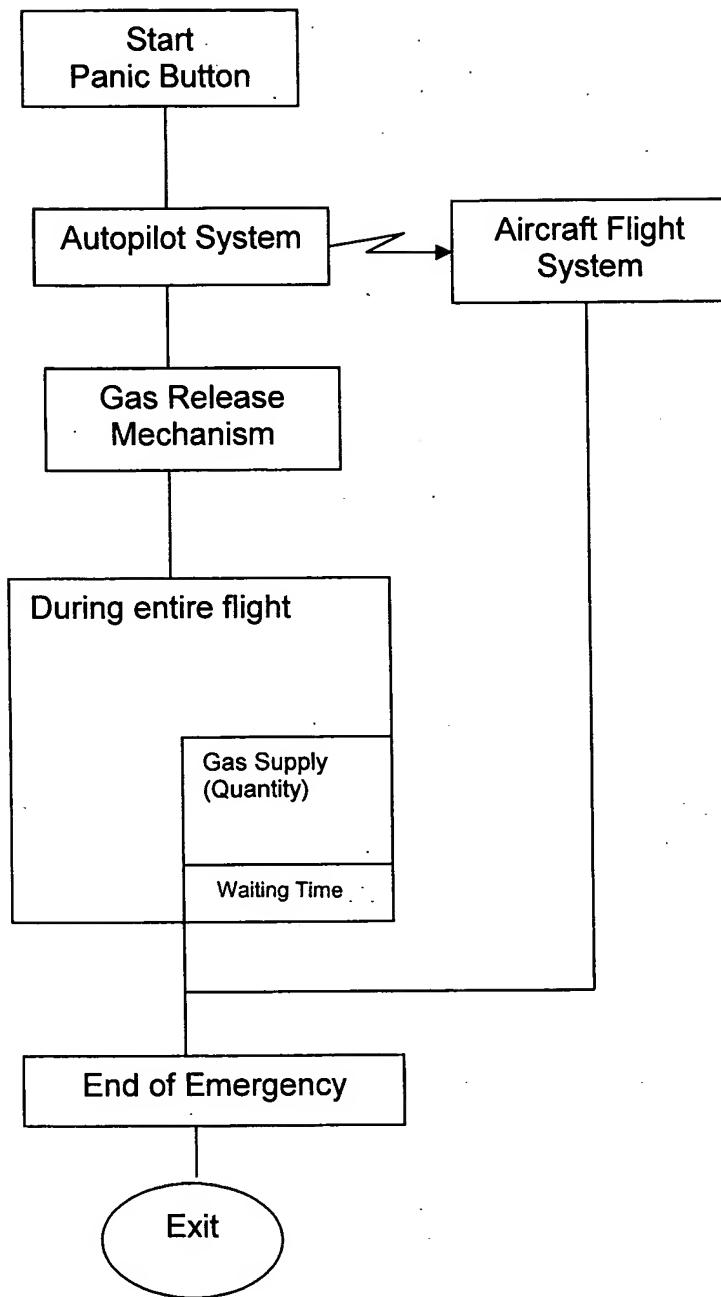 Start
Panic Button
Autopilot System
Aircraft Flight
System
Gas Release
Mechanism
During entire flight
Gas Supply
(Quantity)
Waiting Time
End of Emergency
Exit